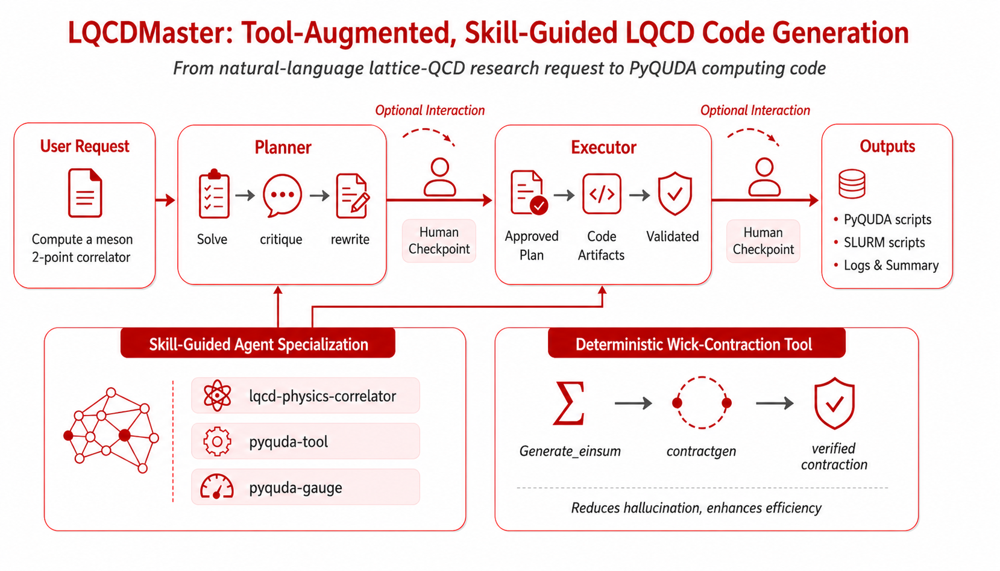 LQCDMaster: Tool-Augmented, Skill-Guided LQCD Code Generation
From natural-language lattice-QCD research request to PyQUDA computing code
User Request
Compute a meson
2-point correlator
Planner
Solve
critique
rewrite
Optional Interaction
Human
Checkpoint
Executor
Approved
Plan
Code
Artifacts
Validated
Optional Interaction
Human
Checkpoint
Outputs
• PyQUDA scripts
• SLURM scripts
• Logs & Summary
Skill-Guided Agent Specialization
lqcd-physics-correlator
pyquda-tool
pyquda-gauge
Deterministic Wick-Contraction Tool
Σ
Generate_einsum
contractgen
verified
contraction
Reduces hallucination, enhances efficiency